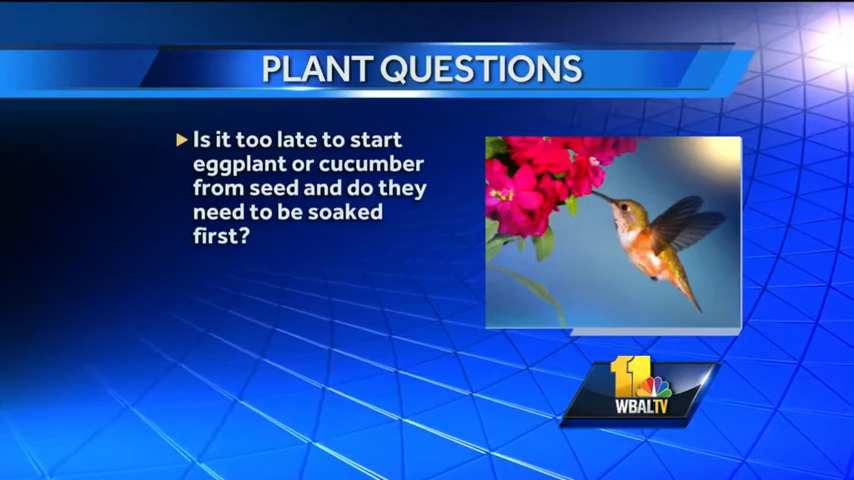 PLANT QUESTIONS
Is it too late to start
eggplant or cucumber
from seed and do they
need to be soaked
first?
11
WBALTV